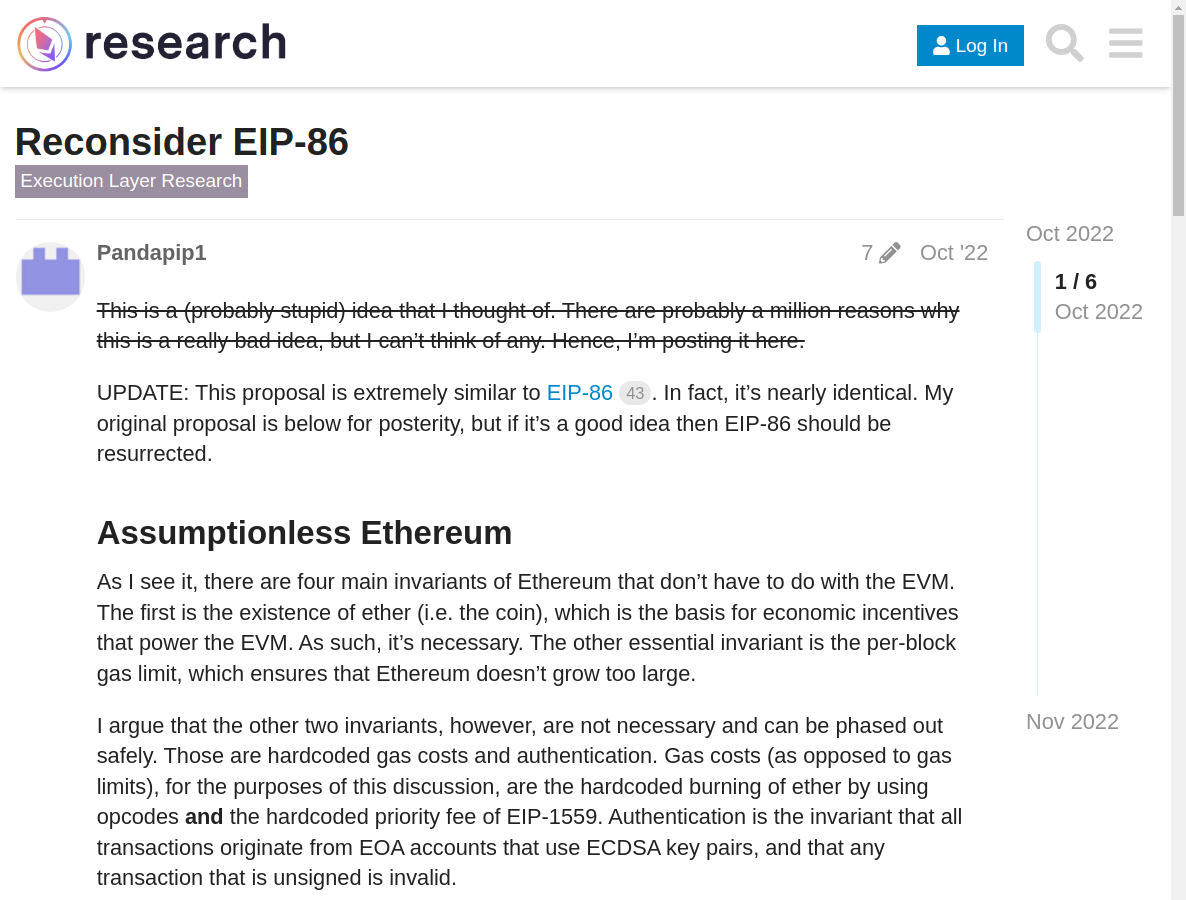 research
Log In
Reconsider EIP-86
Execution Layer Research
Pandapip1
7
Oct '22
This is a (probably stupid) idea that I thought of. There are probably a million reasons why
this is a really bad idea, but I can’t think of any. Hence, I’m posting it here.
UPDATE: This proposal is extremely similar to EIP-86 43. In fact, it’s nearly identical. My
original proposal is below for posterity, but if it’s a good idea then EIP-86 should be
resurrected.
Assumptionless Ethereum
As I see it, there are four main invariants of Ethereum that don’t have to do with the EVM.
The first is the existence of ether (i.e. the coin), which is the basis for economic incentives
that power the EVM. As such, it’s necessary. The other essential invariant is the per-block
gas limit, which ensures that Ethereum doesn’t grow too large.
I argue that the other two invariants, however, are not necessary and can be phased out
safely. Those are hardcoded gas costs and authentication. Gas costs (as opposed to gas
limits), for the purposes of this discussion, are the hardcoded burning of ether by using
opcodes and the hardcoded priority fee of EIP-1559. Authentication is the invariant that all
transactions originate from EOA accounts that use ECDSA key pairs, and that any
transaction that is unsigned is invalid.
Oct 2022
1 / 6
Oct 2022
Nov 2022